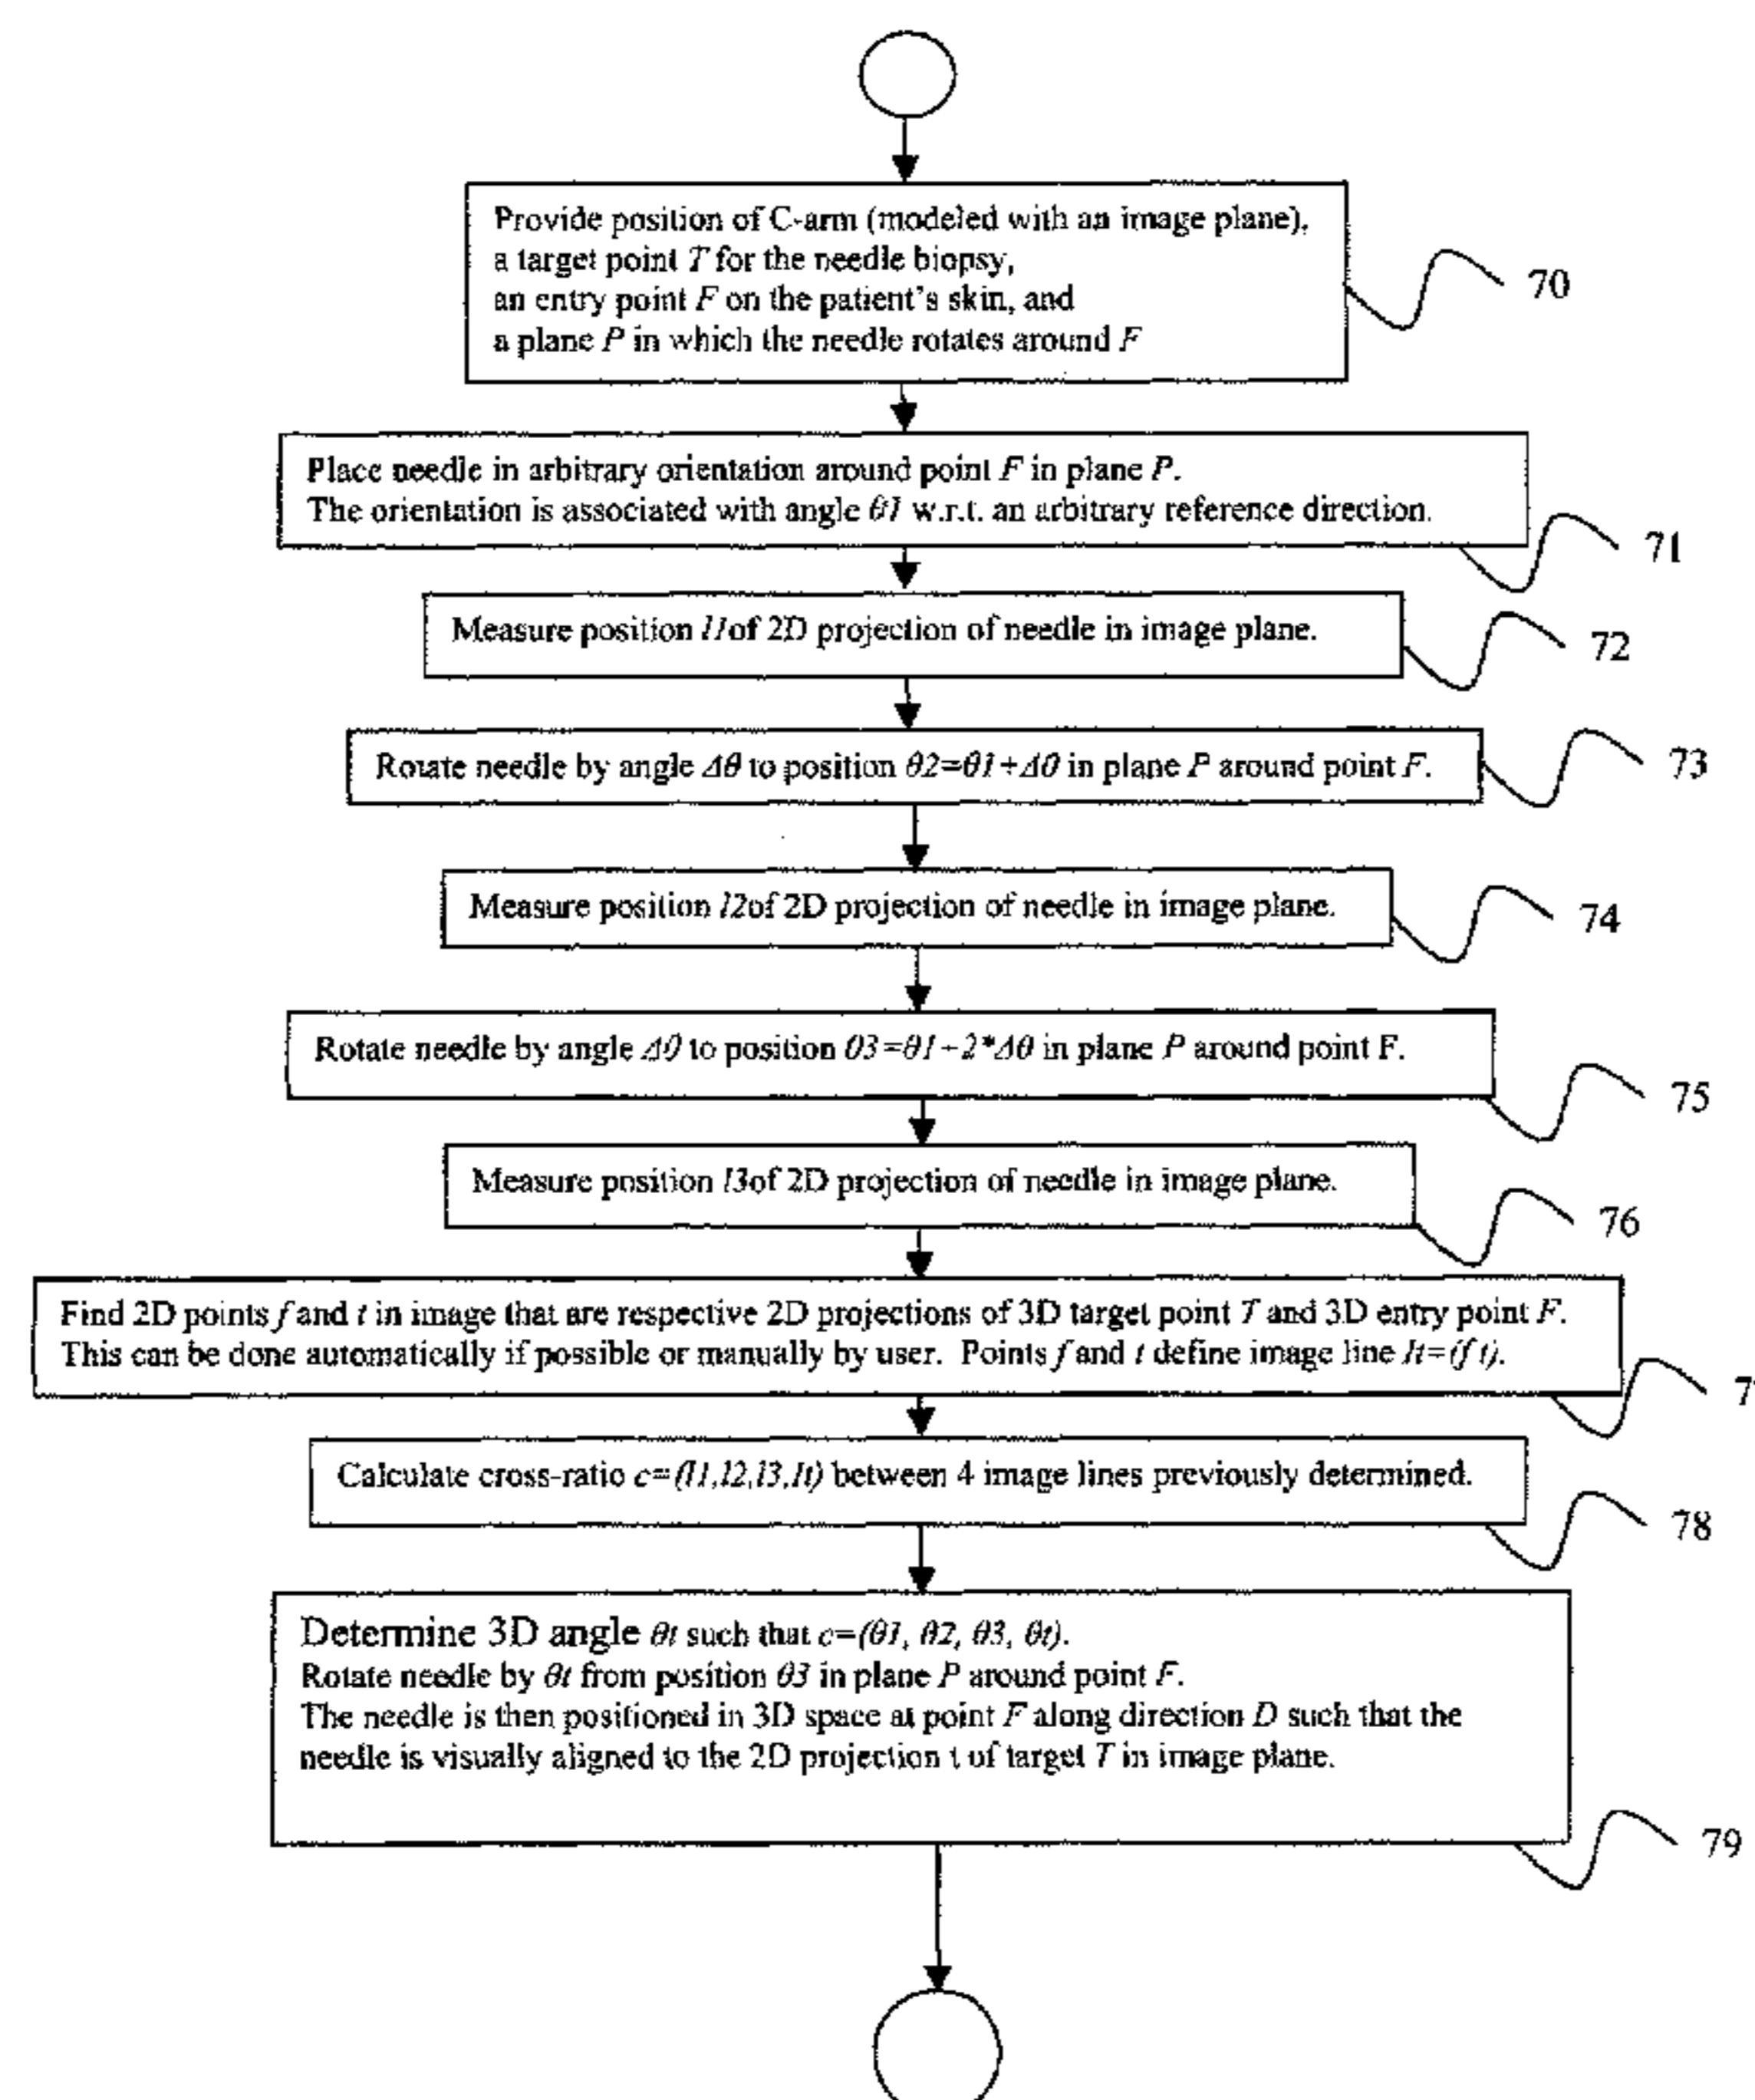 Provide position of C-arm (modeled with an image plane),
a target point T for the needle biopsy,
an entry point F on the patient's skin, and
a plane P in which the needle rotates around F
70
Place needle in arbitrary orientation around point F in plane P.
The orientation is associated with angle θ1 w.r.t. an arbitrary reference direction.
71
Measure position l1of 2D projection of needle in image plane.
72
Rotate needle by angle Δθ to position θ2=θ1+Δθ in plane P around point F.
73
Measure position l2of 2D projection of needle in image plane.
74
Rotate needle by angle Δθ to position θ3=θ1+2*Δθ in plane P around point F.
75
Measure position l3of 2D projection of needle in image plane.
76
Find 2D points f and t in image that are respective 2D projections of 3D target point T and 3D entry point F.
This can be done automatically if possible or manually by user. Points f and t define image line lt=(f t).
Calculate cross-ratio c=(l1,l2,l3,lt) between 4 image lines previously determined.
78
Determine 3D angle θt such that c=(θ1, θ2, θ3, θt).
Rotate needle by θt from position θ3 in plane P around point F.
The needle is then positioned in 3D space at point F along direction D such that the
needle is visually aligned to the 2D projection t of target T in image plane.
79